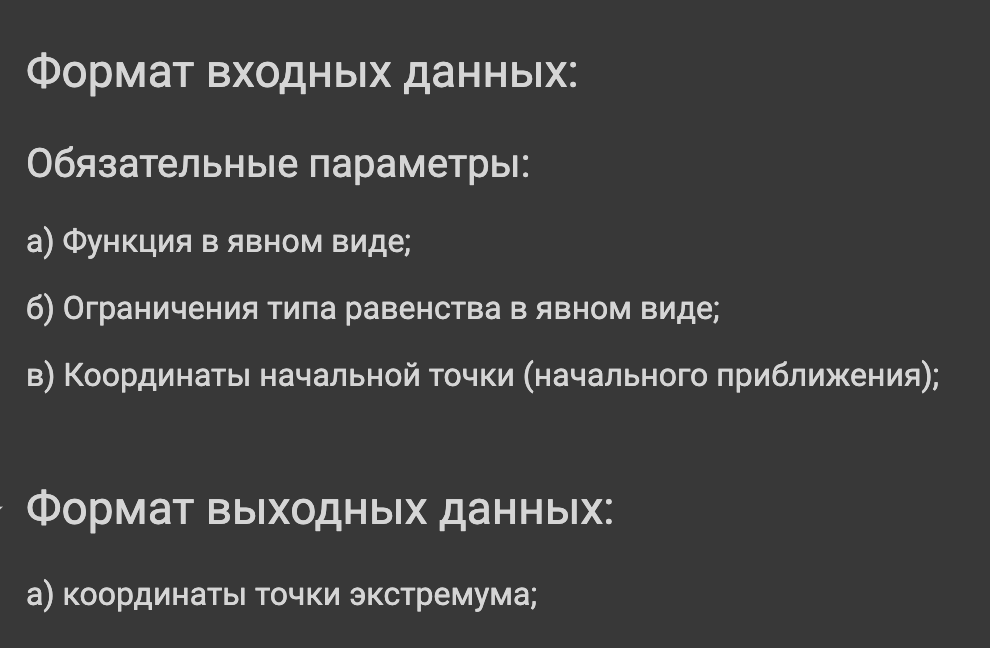 Формат входных данных:
Обязательные параметры:
а) Функция в явном виде;
б) Ограничения типа равенства в явном виде;
в) Координаты начальной точки (начального приближения);
Формат выходных данных:
а) координаты точки экстремума;